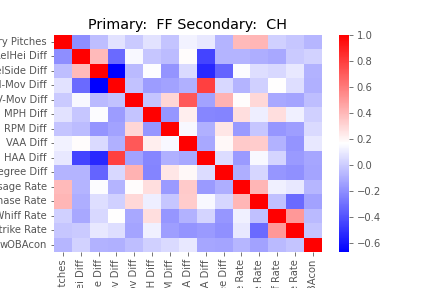 Primary: FF Secondary: CH
ry Pitches
elHei Diff
elSide Diff
l-Mov Diff
V-Mov Diff
MPH Diff
RPM Diff
VAA Diff
HAA Diff
egree Diff
sage Rate
hase Rate
Whiff Rate
trike Rate
wOBAcon
1.0
0.8
0.6
0.4
0.2
0.0
−0.2
−0.4
−0.6
itches
ei Diff
e Diff
ov Diff
ov Diff
H Diff
M Diff
A Diff
A Diff
ee Diff
e Rate
e Rate
f Rate
e Rate
BAcon